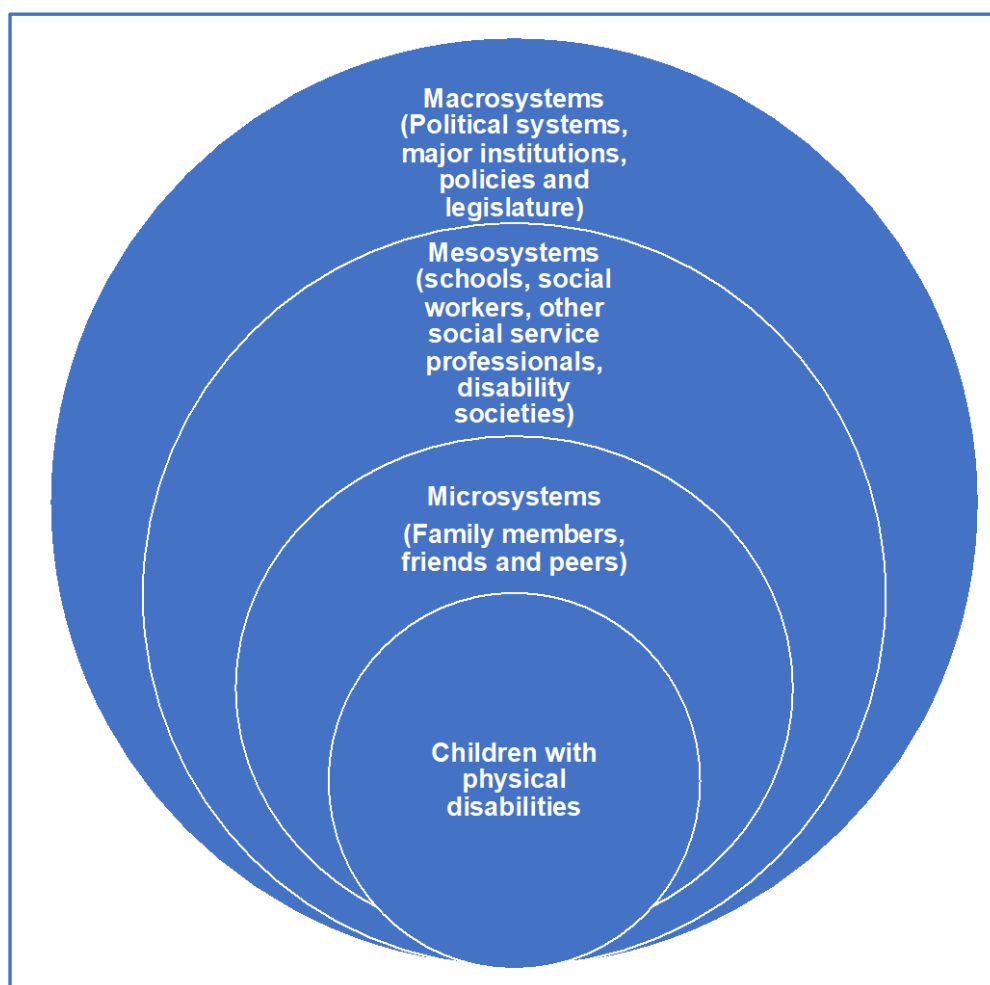 Macrosystems
(Political systems,
major institutions,
policies and
legislature)
Mesosystems
(schools, social
workers, other
social service
professionals,
disability
societies)
Microsystems
(Family members,
friends and peers)
Children with
physical
disabilities